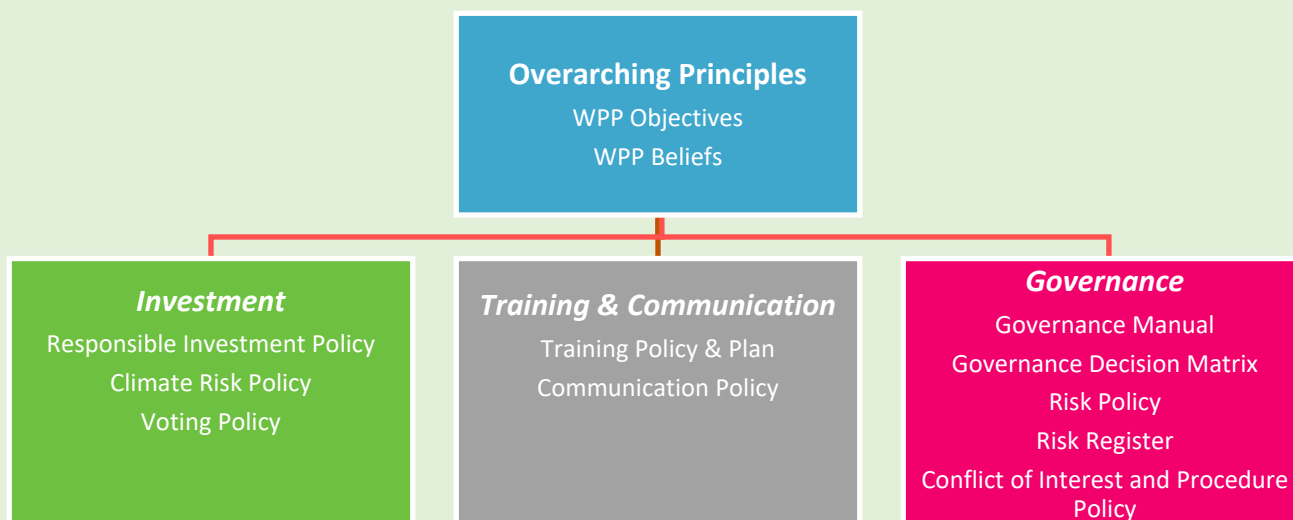 Overarching Principles
WPP Objectives
WPP Beliefs
Investment
Responsible Investment Policy
Climate Risk Policy
Voting Policy
Training & Communication
Training Policy & Plan
Communication Policy
Governance
Governance Manual
Governance Decision Matrix
Risk Policy
Risk Register
Conflict of Interest and Procedure
Policy